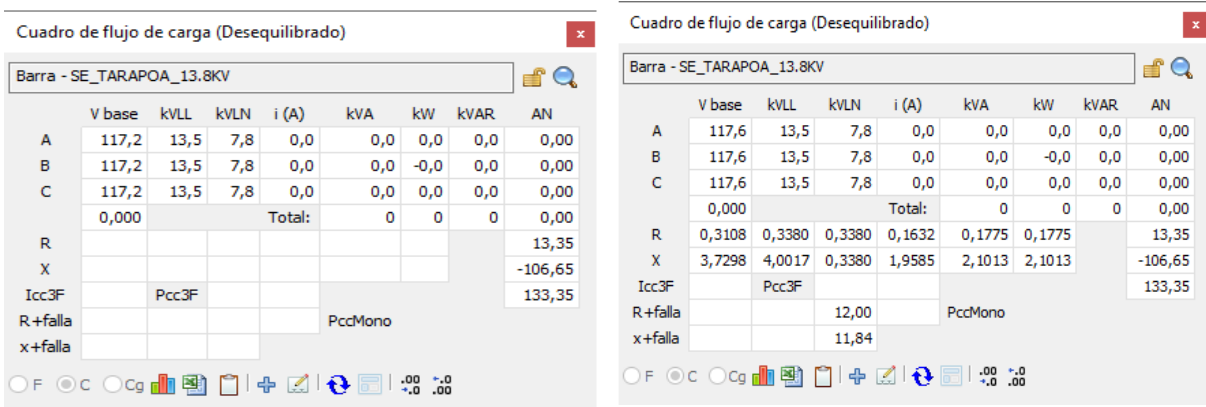 Cuadro de flujo de carga (Desequilibrado) x
Barra - SE_TARAPOA_13.8KV
V base kVLL kVLN i (A) kVA kW kVAR AN
A 117,2 13,5 7,8 0,0 0,0 0,0 0,0 0,00
B 117,2 13,5 7,8 0,0 0,0 -0,0 0,0 0,00
C 117,2 13,5 7,8 0,0 0,0 0,0 0,0 0,00
0,000 Total: 0 0 0 0,00
R 13,35
X -106,65
Icc3F Pcc3F 133,35
R+falla PccMono
x+falla
F C Cg .00 .0 .0 .00
Cuadro de flujo de carga (Desequilibrado) x
Barra - SE_TARAPOA_13.8KV
V base kVLL kVLN i (A) kVA kW kVAR AN
A 117,6 13,5 7,8 0,0 0,0 0,0 0,0 0,00
B 117,6 13,5 7,8 0,0 0,0 -0,0 0,0 0,00
C 117,6 13,5 7,8 0,0 0,0 0,0 0,0 0,00
0,000 Total: 0 0 0 0,00
R 0,3108 0,3380 0,3380 0,1632 0,1775 0,1775 13,35
X 3,7298 4,0017 0,3380 1,9585 2,1013 2,1013 -106,65
Icc3F Pcc3F 133,35
R+falla 12,00 PccMono
x+falla 11,84
F C Cg .00 .0 .0 .00